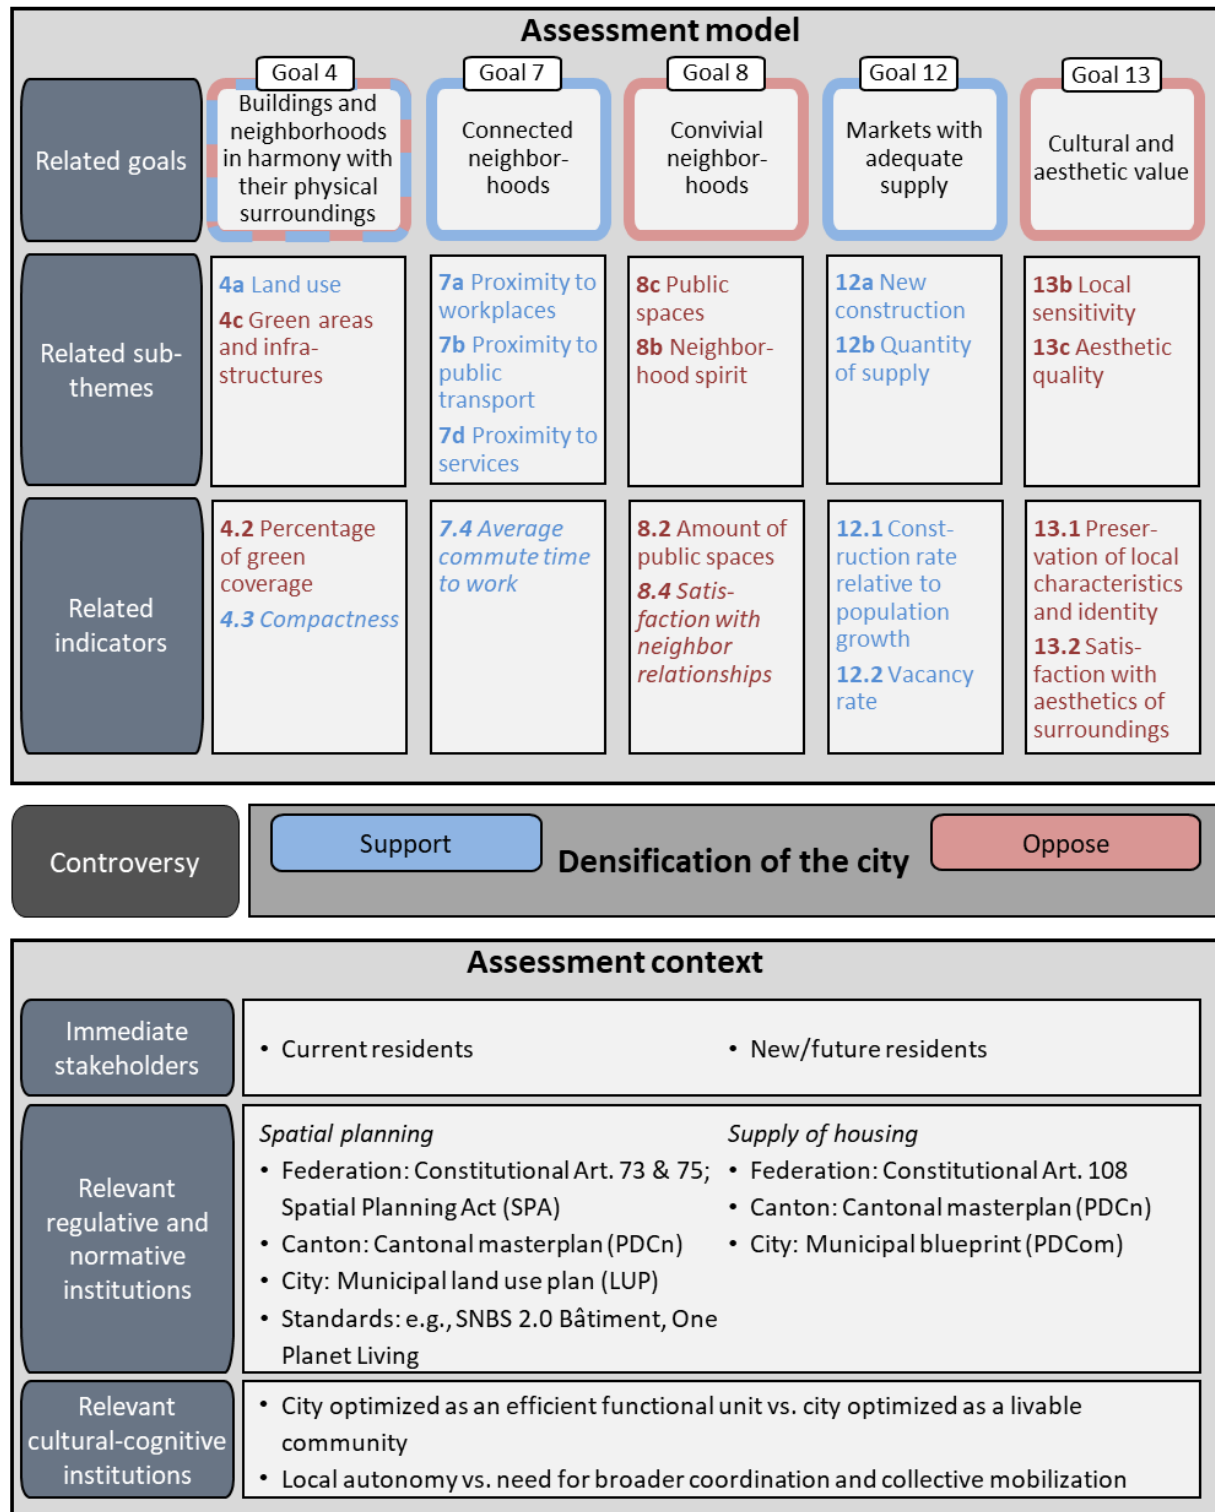 Assessment model
Goal 4
Goal 7
Goal 8
Goal 12
Goal 13
Related goals
Buildings and
neighborhoods
in harmony with
their physical
surroundings
Connected
neighbor-
hoods
Convivial
neighbor-
hoods
Markets with
adequate
supply
Cultural and
aesthetic value
Related sub-
themes
4a Land use
4c Green areas
and infra-
structures
7a Proximity to
workplaces
7b Proximity to
public
transport
7d Proximity to
services
8c Public
spaces
8b Neighbor-
hood spirit
12a New
construction
12b Quantity
of supply
13b Local
sensitivity
13c Aesthetic
quality
Related
indicators
4.2 Percentage
of green
coverage
4.3 Compactness
7.4 Average
commute time
to work
8.2 Amount of
public spaces
8.4 Satis-
faction with
neighbor
relationships
12.1 Const-
ruction rate
relative to
population
growth
12.2 Vacancy
rate
13.1 Preser-
vation of local
characteristics
and identity
13.2 Satis-
faction with
aesthetics of
surroundings
Controversy
Support
Densification of the city
Oppose
Assessment context
Immediate
stakeholders
• Current residents
• New/future residents
Relevant
regulative and
normative
institutions
Spatial planning
• Federation: Constitutional Art. 73 & 75;
Spatial Planning Act (SPA)
• Canton: Cantonal masterplan (PDCn)
• City: Municipal land use plan (LUP)
• Standards: e.g., SNBS 2.0 Bâtiment, One
Planet Living
Supply of housing
• Federation: Constitutional Art. 108
• Canton: Cantonal masterplan (PDCn)
• City: Municipal blueprint (PDCom)
Relevant
cultural-cognitive
institutions
• City optimized as an efficient functional unit vs. city optimized as a livable
community
• Local autonomy vs. need for broader coordination and collective mobilization